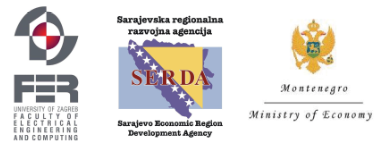 FER
UNIVERSITY OF ZAGREB
FACULTY OF
ELECTRICAL
ENGINEERING
AND COMPUTING
Sarajevska regionalna
razvojna agencija
SERDA
Sarajevo Economic Region
Development Agency
Montenegro
Ministry of Economy